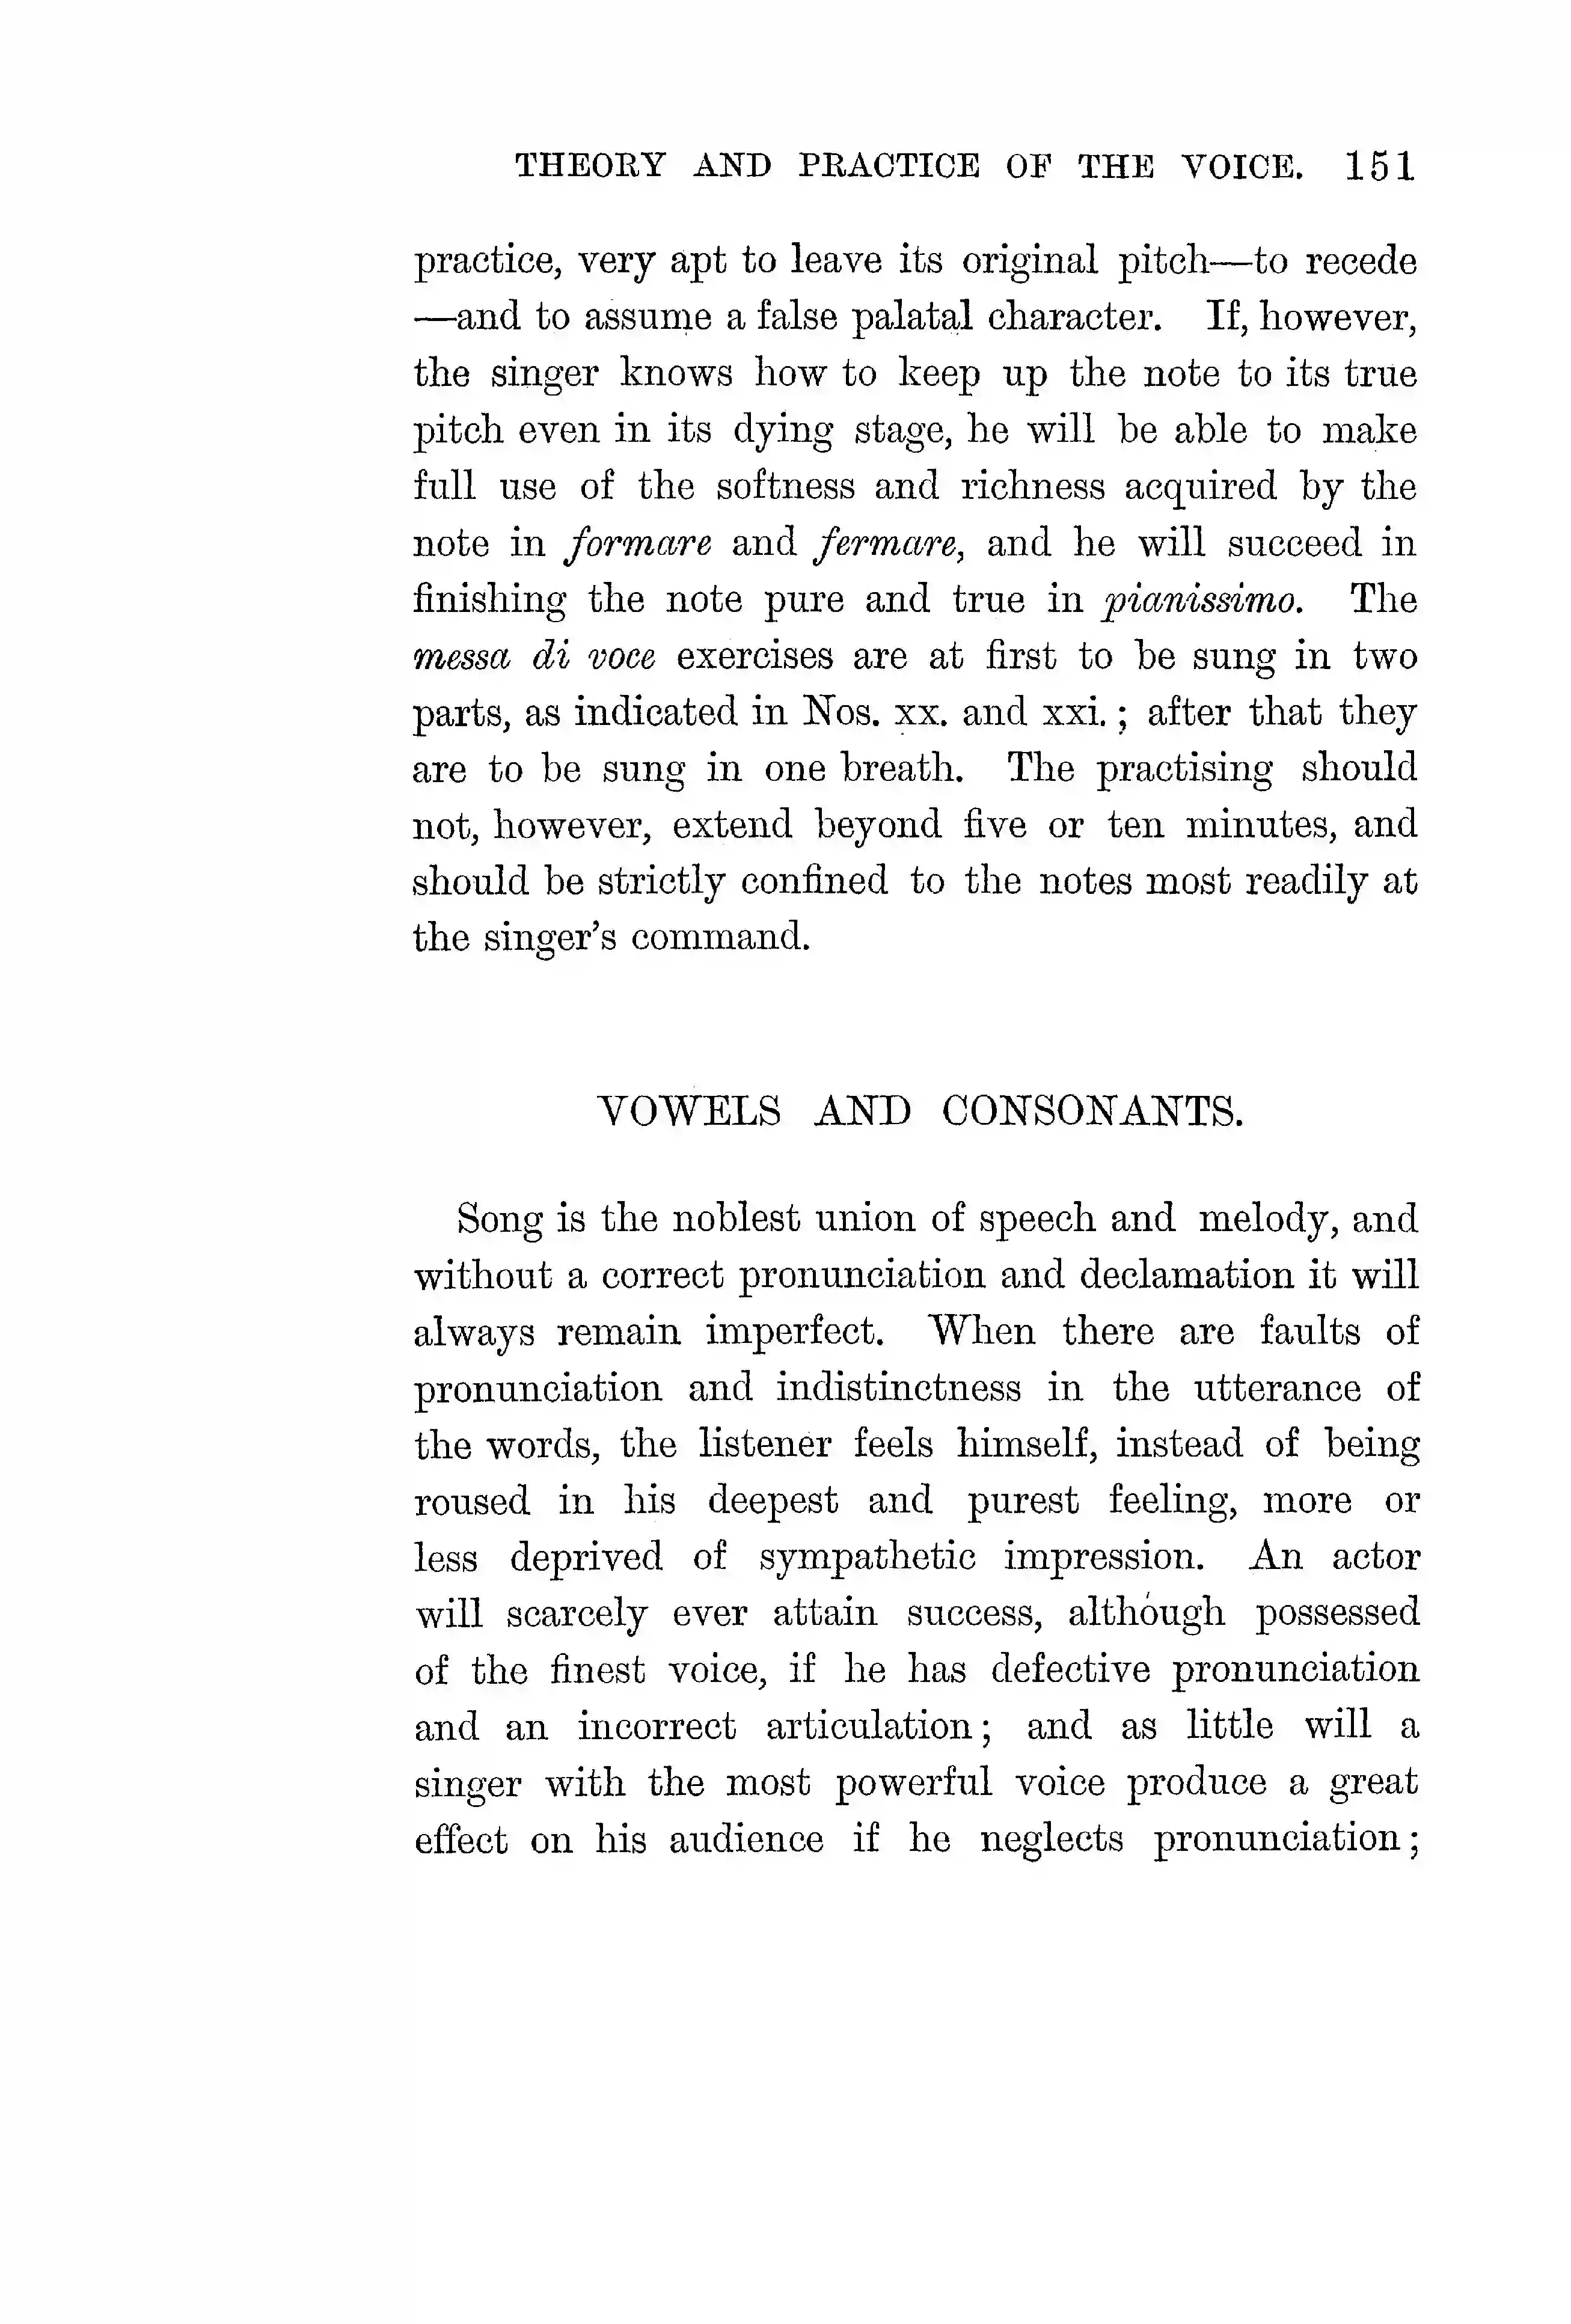 THEORY AND PRACTICE OF THE VOICE. 151
practice, very apt to leave its original pitch—to recede
—and to assume a false palatal character. If, however,
the singer knows how to keep up the note to its true
pitch even in its dying stage, he will be able to make
full use of the softness and richness acquired by the
note in formare and fermare, and he will succeed in
finishing the note pure and true in pianissimo. The
messa di voce exercises are at first to be sung in two
parts, as indicated in Nos. xx. and xxi.; after that they
are to be sung in one breath. The practising should
not, however, extend beyond five or ten minutes, and
should be strictly confined to the notes most readily at
the singer's command.
VOWELS AND CONSONANTS.
Song is the noblest union of speech and melody, and
without a correct pronunciation and declamation it will
always remain imperfect. When there are faults of
pronunciation and indistinctness in the utterance of
the words, the listener feels himself, instead of being
roused in his deepest and purest feeling, more or
less deprived of sympathetic impression. An actor
will scarcely ever attain success, although possessed
of the finest voice, if he has defective pronunciation
and an incorrect articulation; and as little will a
singer with the most powerful voice produce a great
effect on his audience if he neglects pronunciation;